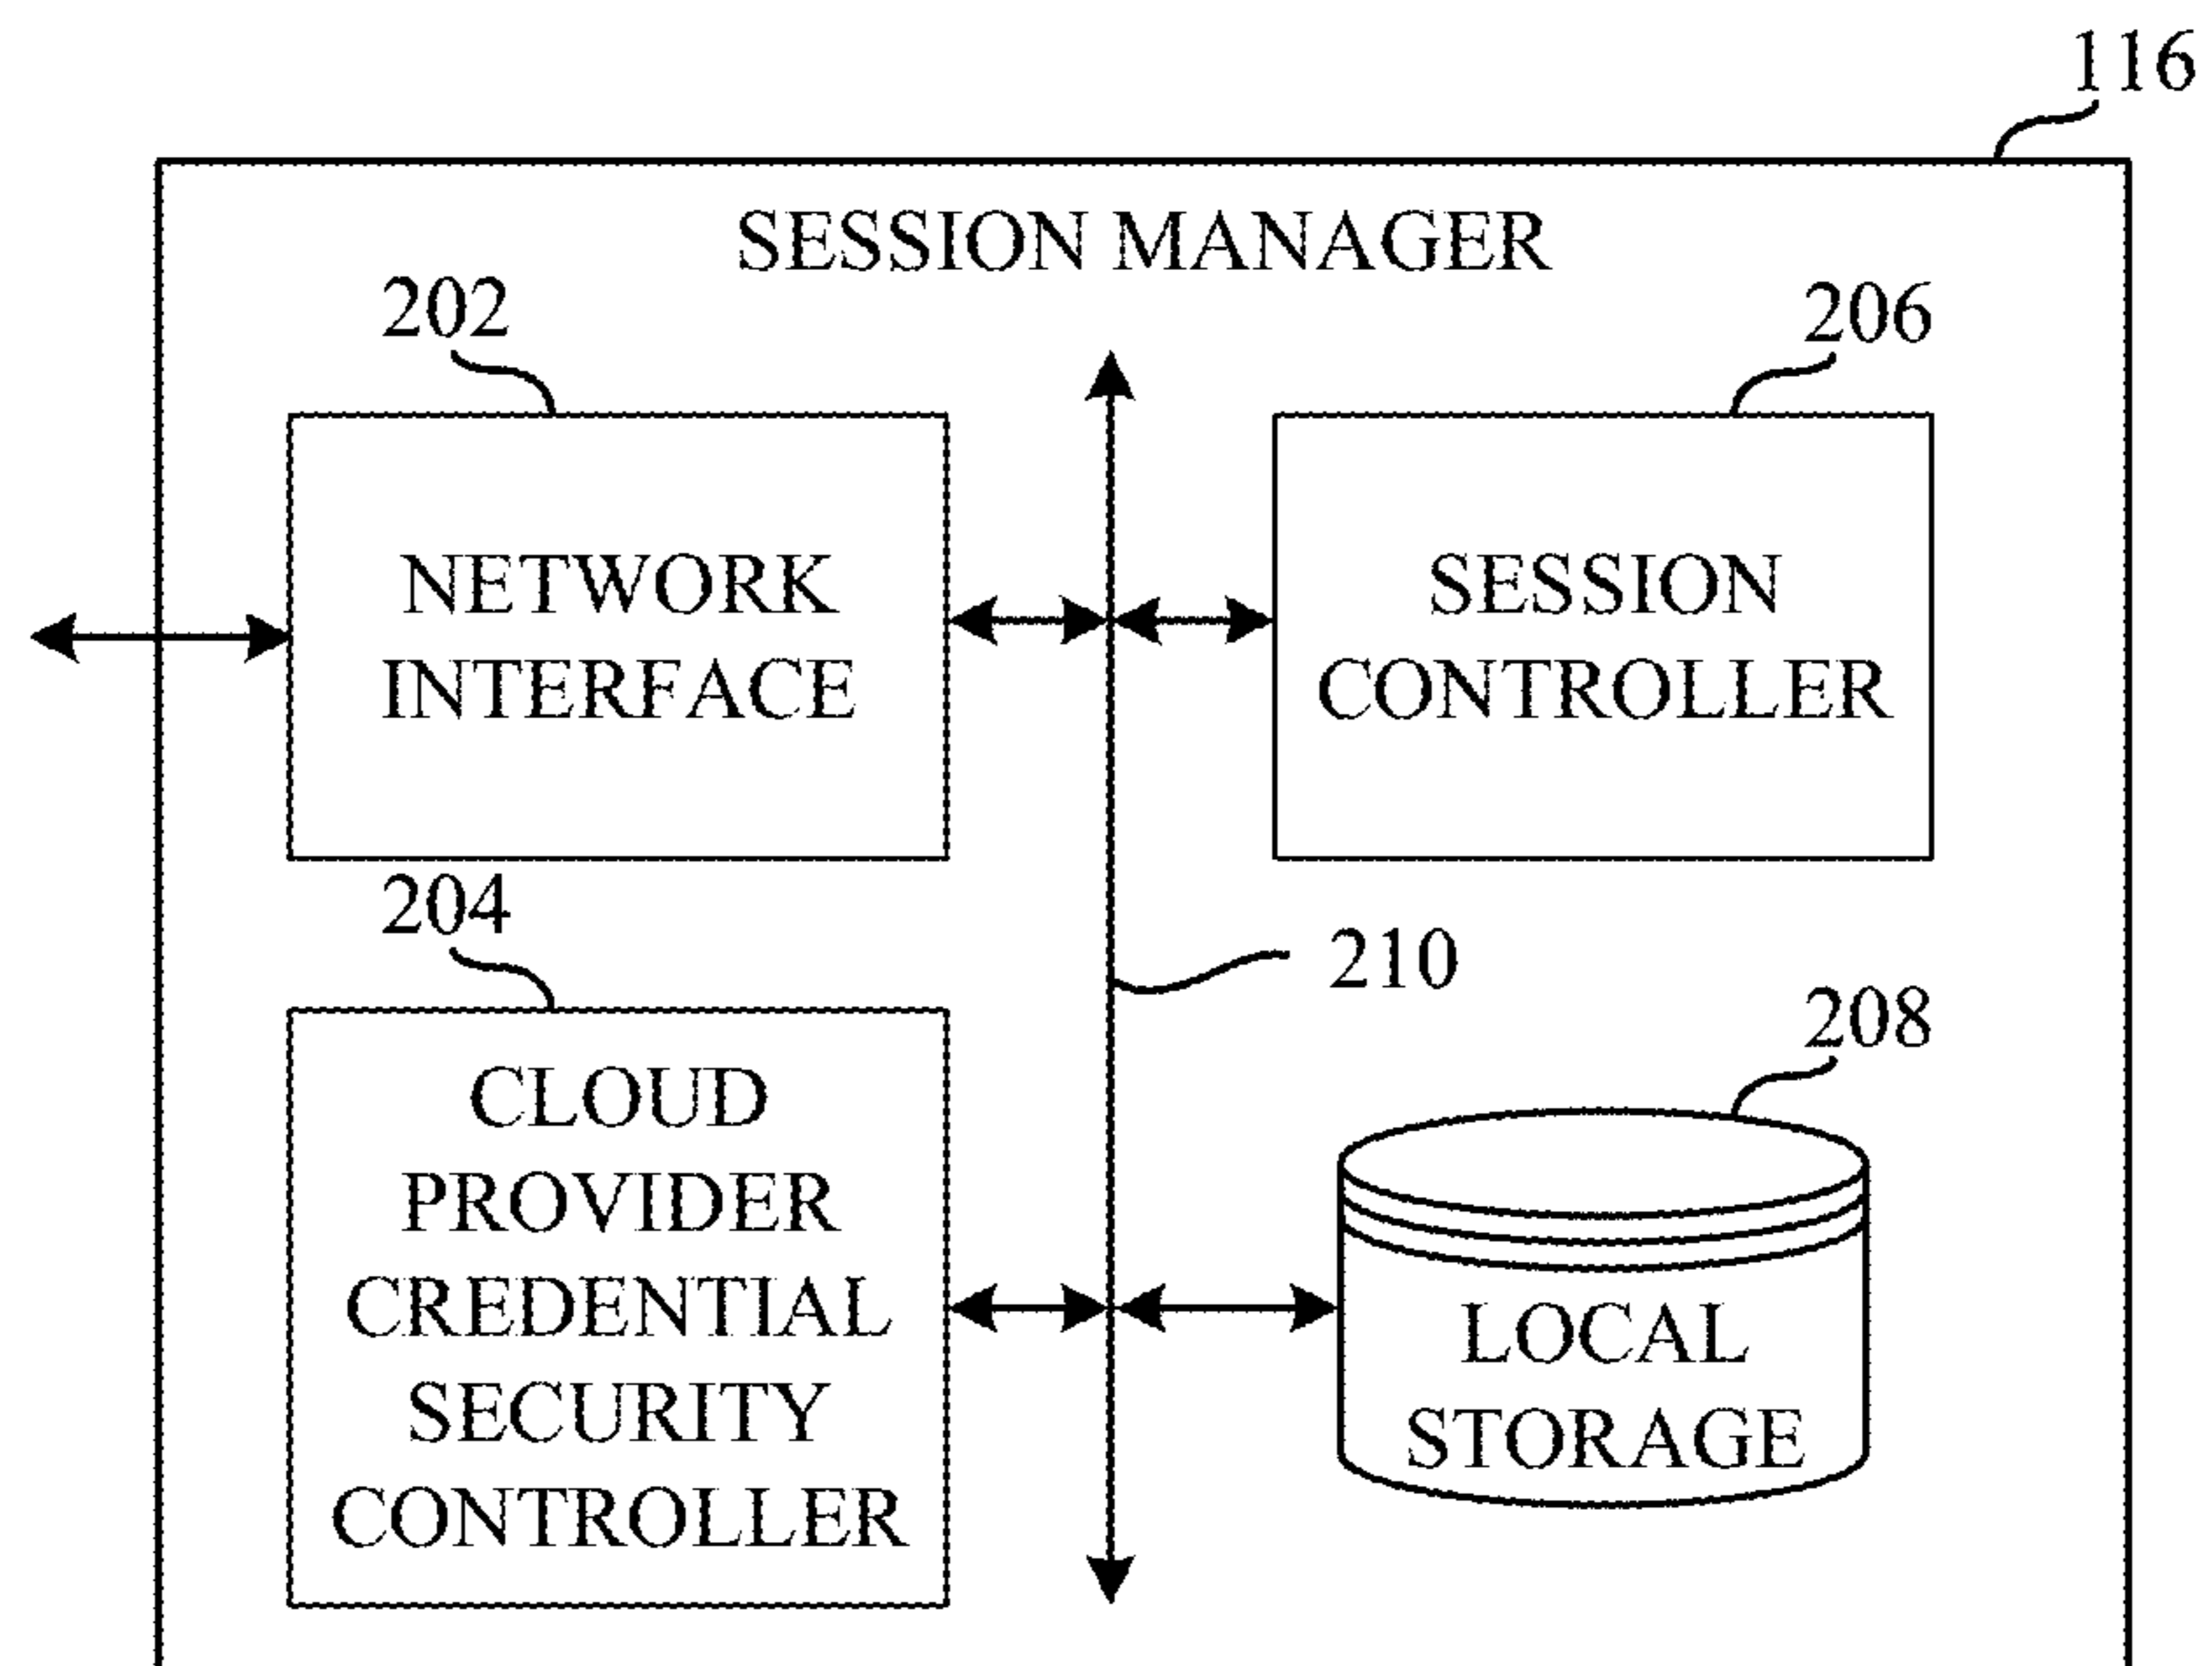 116
SESSION MANAGER
202
206
NETWORK
INTERFACE
SESSION
CONTROLLER
204
210
208
CLOUD
PROVIDER
CREDENTIAL
SECURITY
CONTROLLER
LOCAL
STORAGE